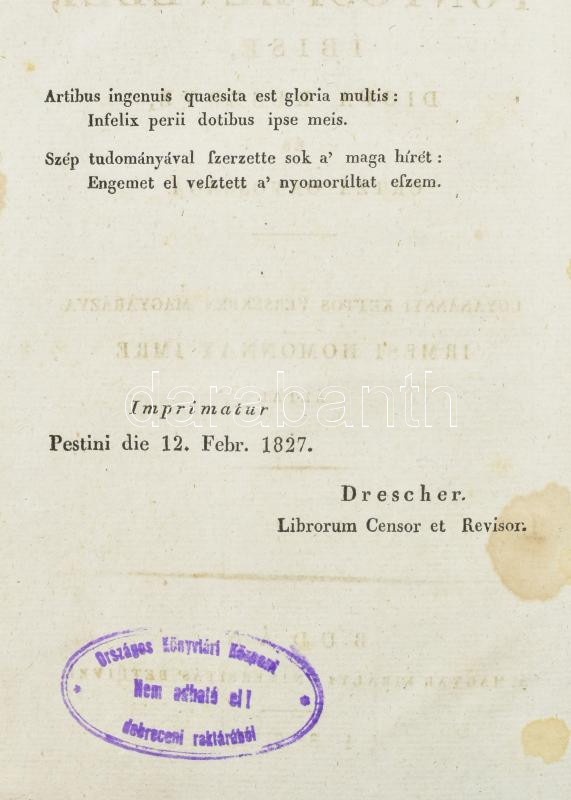 Artibus ingenuis quaesita est gloria multis :
Infelix perii dotibus ipse meis.
Szép tudományával ſzerzette sok a' maga hírét :
Engemet el veſztett a' nyomorúltat eſzem.
Imprimatur
darabanth
Pestini die 12. Febr. 1827.
Drescher.
Librorum Censor et Revisor.
Országos Könyvtári Központ
Nem adható el!
debreceni raktárából